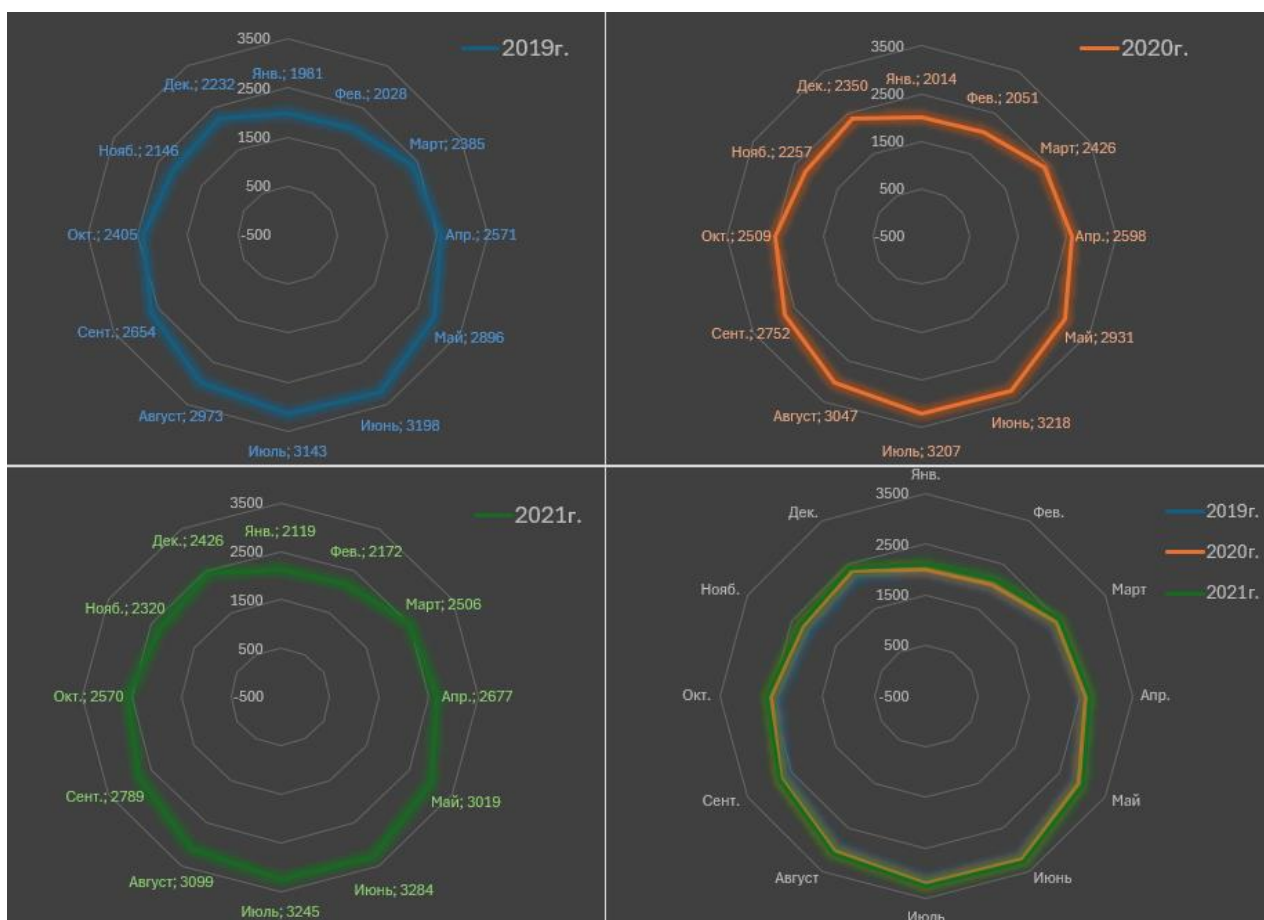 3500
2019г.
Янв.; 1981
Дек.; 2232
2500
Фев.; 2028
1500
Март; 2385
Нояб.; 2146
500
Окт.; 2405
-500
Апр.; 2571
Сент.; 2654
Май; 2896
Август; 2973
Июнь; 3198
Июль; 3143
3500
2020г.
Янв.; 2014
Дек.; 2350
2500
Фев.; 2051
1500
Март; 2426
Нояб.; 2257
500
Окт.; 2509
-500
Апр.; 2598
Сент.; 2752
Май; 2931
Август; 3047
Июнь; 3218
Июль; 3207
3500
2021г.
Янв.; 2119
Дек.; 2426
2500
Фев.; 2172
1500
Март; 2506
Нояб.; 2320
500
Окт.; 2570
-500
Апр.; 2677
Сент.; 2789
Май; 3019
Август; 3099
Июнь; 3284
Июль; 3245
Янв.
3500
Дек.
Фев.
2019г.
2500
2020г.
Нояб.
1500
Март
2021г.
500
Окт.
-500
Апр.
Сент.
Май
Август
Июнь
Июль